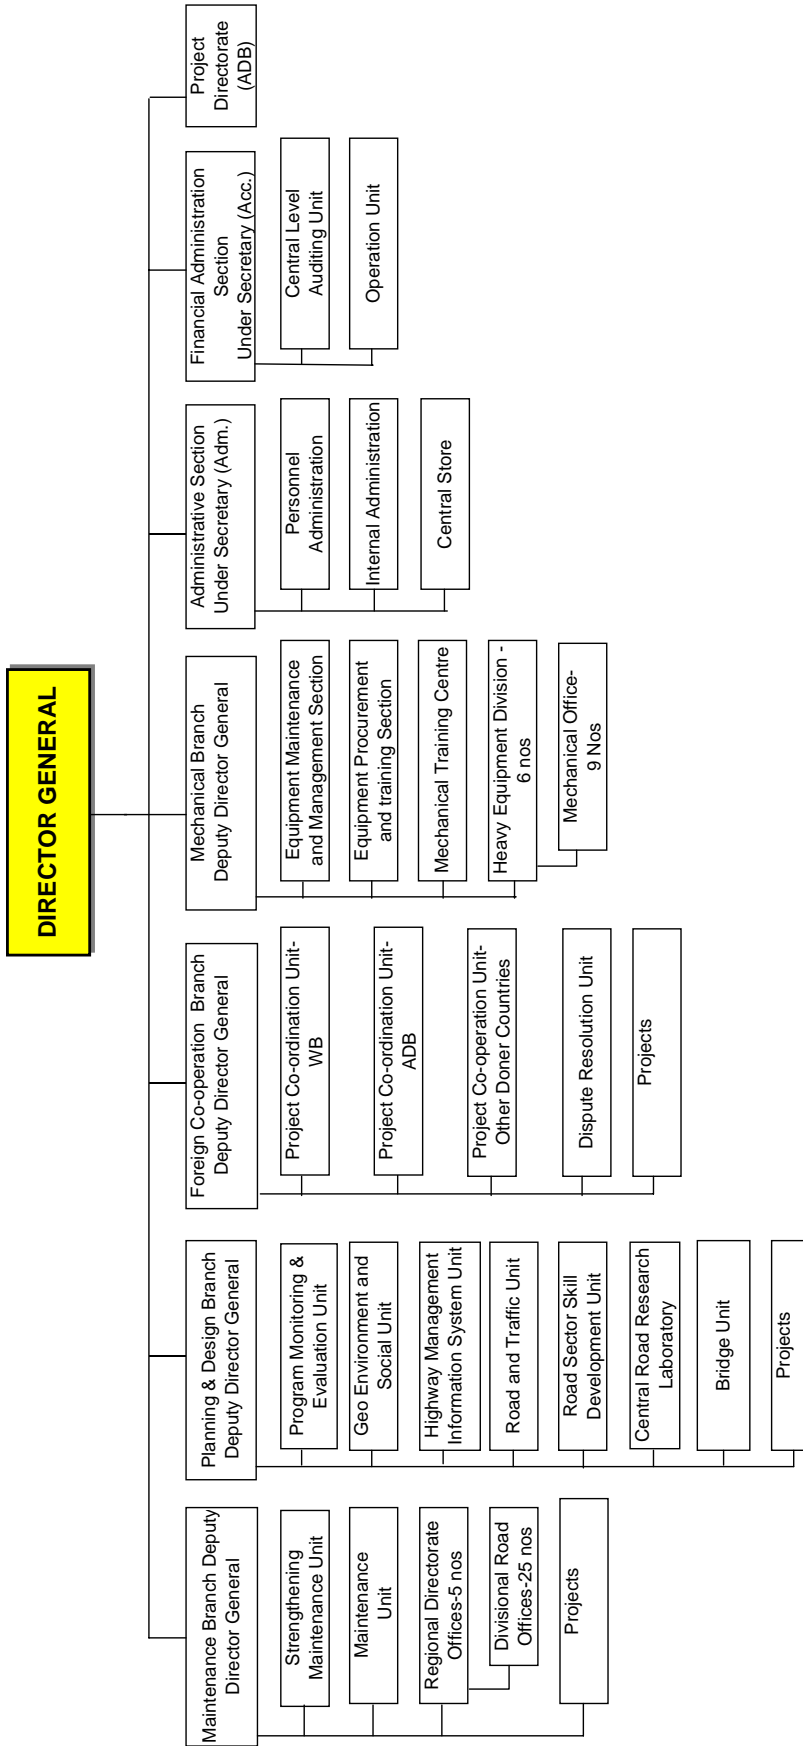 DIRECTOR GENERAL
Maintenance Branch Deputy
Director General
Strengthening
Maintenance Unit
Maintenance
Unit
Regional Directorate
Offices-5 nos
Divisional Road
Offices-25 nos
Projects
Planning & Design Branch
Deputy Director General
Program Monitoring &
Evaluation Unit
Geo Environment and
Social Unit
Highway Management
Information System Unit
Road and Traffic Unit
Road Sector Skill
Development Unit
Central Road Research
Laboratory
Bridge Unit
Projects
Foreign Co-operation Branch
Deputy Director General
Project Co-ordination Unit-
WB
Project Co-ordination Unit-
ADB
Project Co-operation Unit-
Other Doner Countries
Dispute Resolution Unit
Projects
Mechanical Branch
Deputy Director General
Equipment Maintenance
and Management Section
Equipment Procurement
and training Section
Mechanical Training Centre
Heavy Equipment Division -
6 nos
Mechanical Office-
9 Nos
Administrative Section
Under Secretary (Adm.)
Personnel
Administration
Internal Administration
Central Store
Financial Administration
Section
Under Secretary (Acc.)
Central Level
Auditing Unit
Operation Unit
Project
Directorate
(ADB)